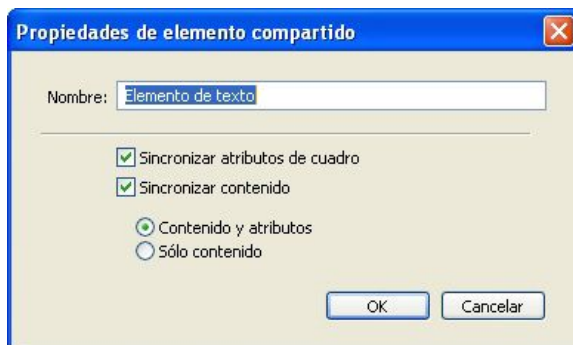 Propiedades de elemento compartido
Nombre: Elemento de texto
Sincronizar atributos de cuadro
Sincronizar contenido
Contenido y atributos
Sólo contenido
OK Cancelar